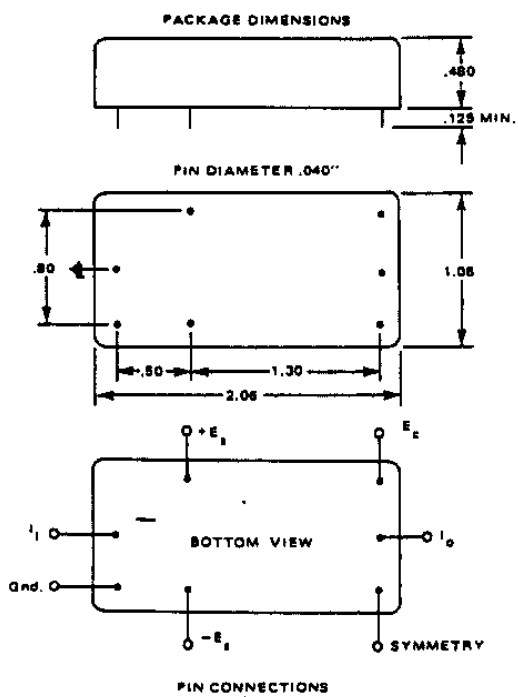 PACKAGE DIMENSIONS
.480
.125 MIN.
PIN DIAMETER .040"
.80
1.06
.50
1.30
2.06
+E
E
I
BOTTOM VIEW
I
Gnd.
-E
SYMMETRY
PIN CONNECTIONS